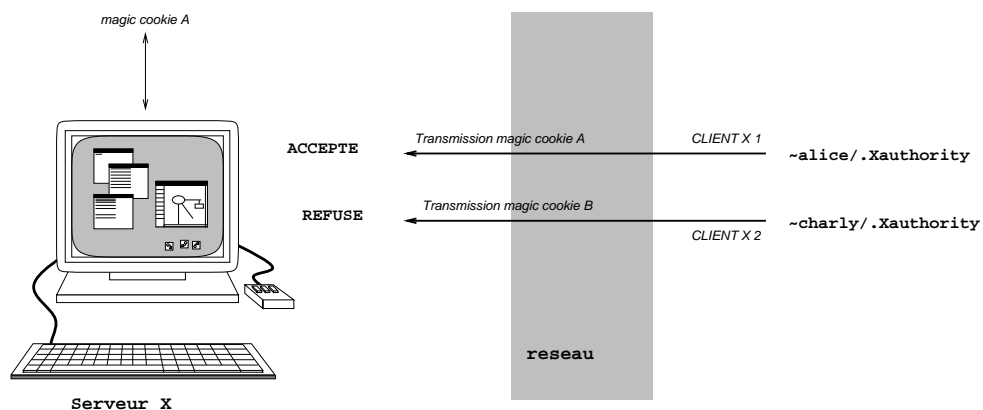 magic cookie A
ACCEPTE
Transmission magic cookie A
CLIENT X 1
~alice/.Xauthority
REFUSE
Transmission magic cookie B
CLIENT X 2
~charly/.Xauthority
reseau
Serveur X